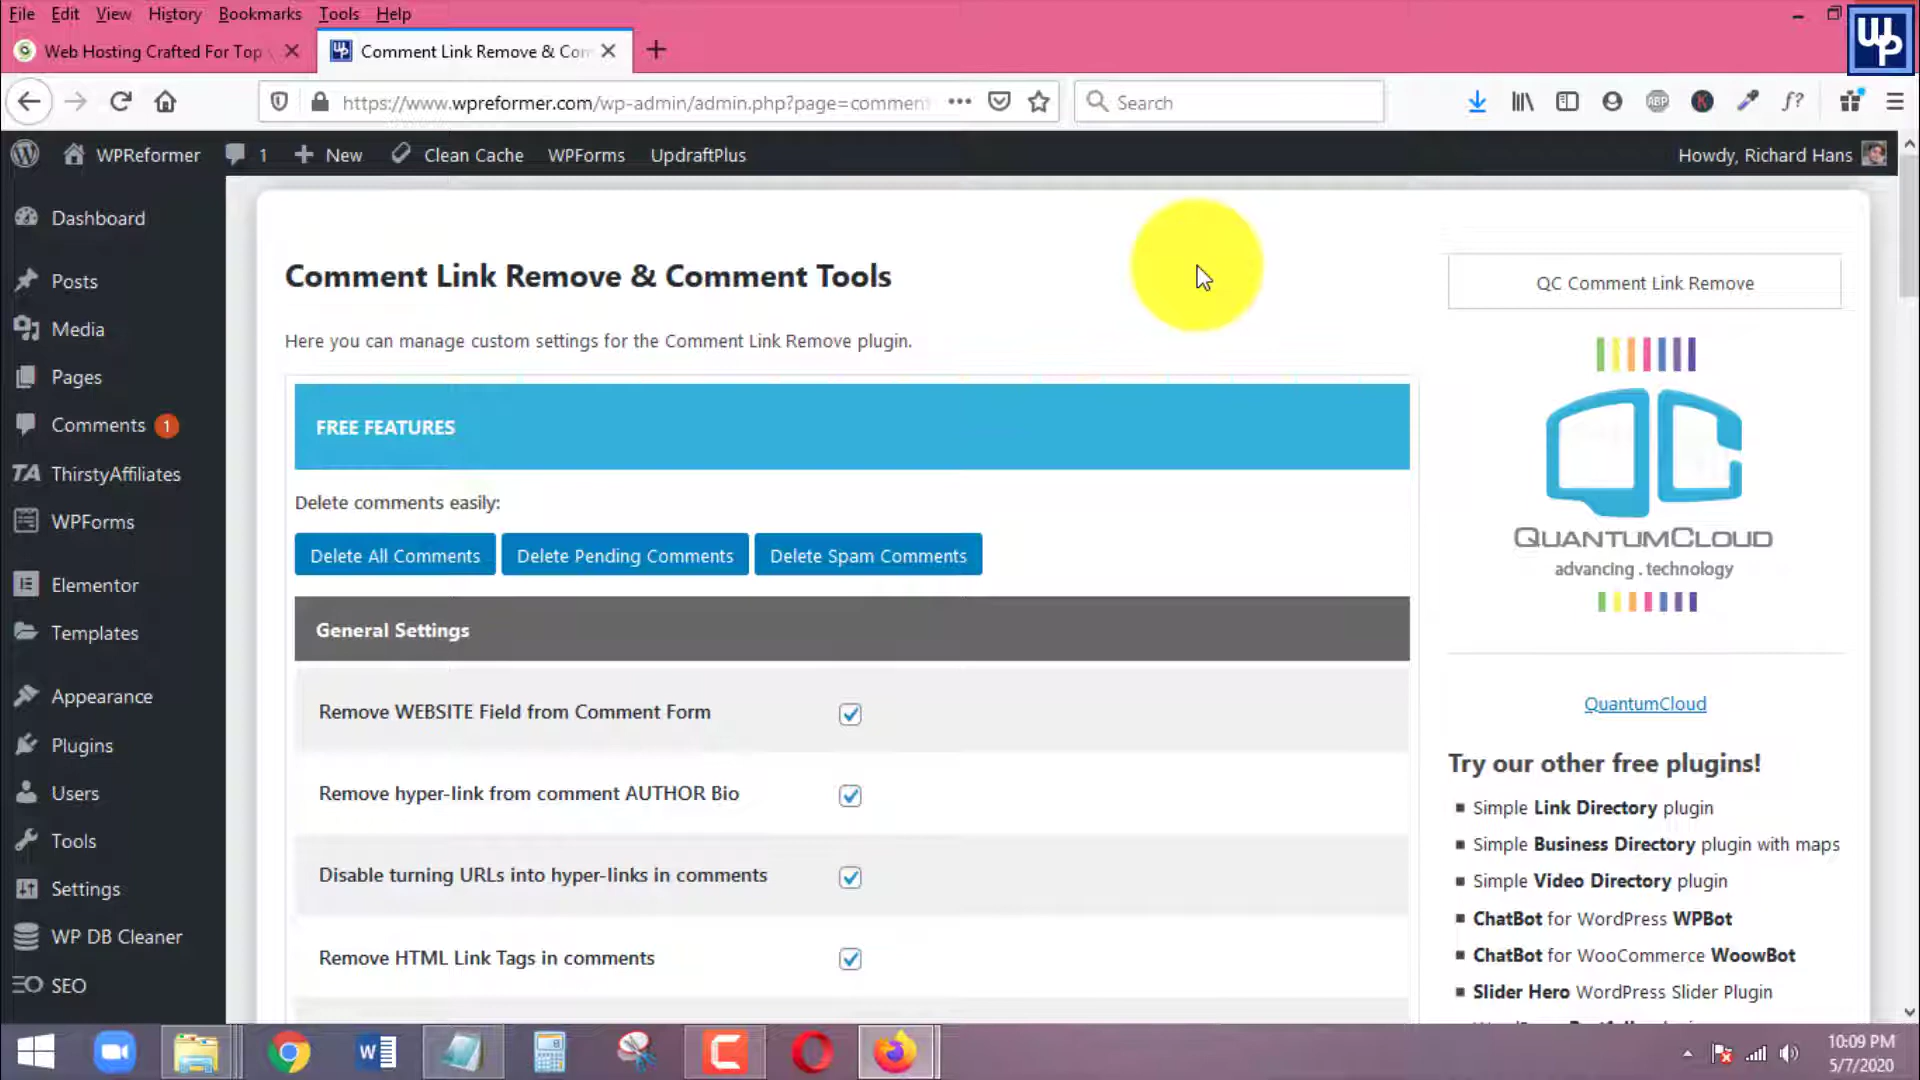 File Edit View History Bookmarks Tools Help
Web Hosting Crafted For Top
Comment Link Remove & Con
https://www.wpreformer.com/wp-admin/admin.php?page=comment
Search
ABP
K
f?
WP
WPReformer
1
New
Clean Cache
WPForms
UpdraftPlus
Howdy, Richard Hans
Dashboard
Posts
Media
Pages
Comments 1
TA ThirstyAffiliates
WPForms
Elementor
Templates
Appearance
Plugins
Users
Tools
Settings
WP DB Cleaner
SEO
Comment Link Remove & Comment Tools
Here you can manage custom settings for the Comment Link Remove plugin.
FREE FEATURES
Delete comments easily:
Delete All Comments
Delete Pending Comments
Delete Spam Comments
General Settings
Remove WEBSITE Field from Comment Form
Remove hyper-link from comment AUTHOR Bio
Disable turning URLs into hyper-links in comments
Remove HTML Link Tags in comments
QC Comment Link Remove
QUANTUMCLOUD
advancing . technology
QuantumCloud
Try our other free plugins!
Simple Link Directory plugin
Simple Business Directory plugin with maps
Simple Video Directory plugin
ChatBot for WordPress WPBot
ChatBot for WooCommerce WoowBot
Slider Hero WordPress Slider Plugin
10:09 PM
5/7/2020